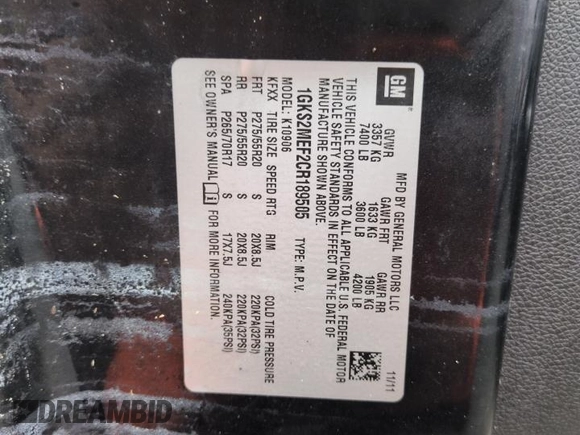 GM
MFD BY GENERAL MOTORS LLC 11/11
GVWR GAWR FRT GAWR RR
3357 KG 1633 KG 1905 KG
7400 LB 3600 LB 4200 LB
THIS VEHICLE CONFORMS TO ALL APPLICABLE U.S. FEDERAL MOTOR
VEHICLE SAFETY STANDARDS IN EFFECT ON THE DATE OF
MANUFACTURE SHOWN ABOVE.
1GKS2MEF2CR189505 TYPE: M.P.V.
MODEL: K10906
KFXX TIRE SIZE SPEED RTG RIM COLD TIRE PRESSURE
FRT P275/55R20 S 20X8.5J 220KPA(32PSI)
RR P275/55R20 S 20X8.5J 220KPA(32PSI)
SPA P265/70R17 S 17X7.5J 240KPA(35PSI)
SEE OWNER'S MANUAL FOR MORE INFORMATION.
DREAMBID